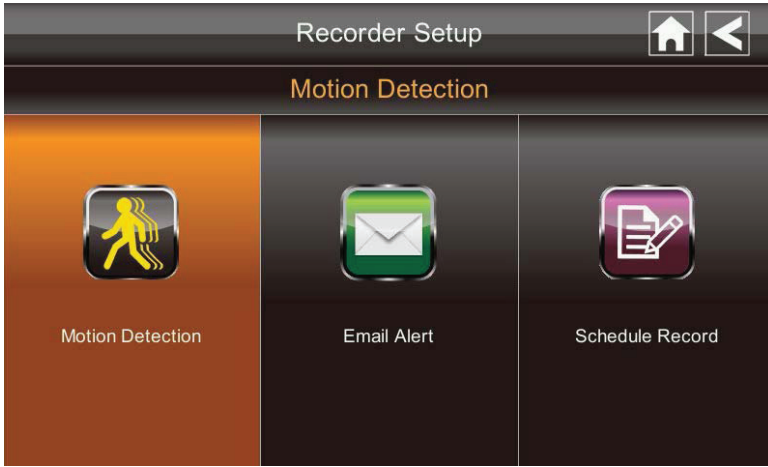 Recorder Setup
Motion Detection
Motion Detection
Email Alert
Schedule Record